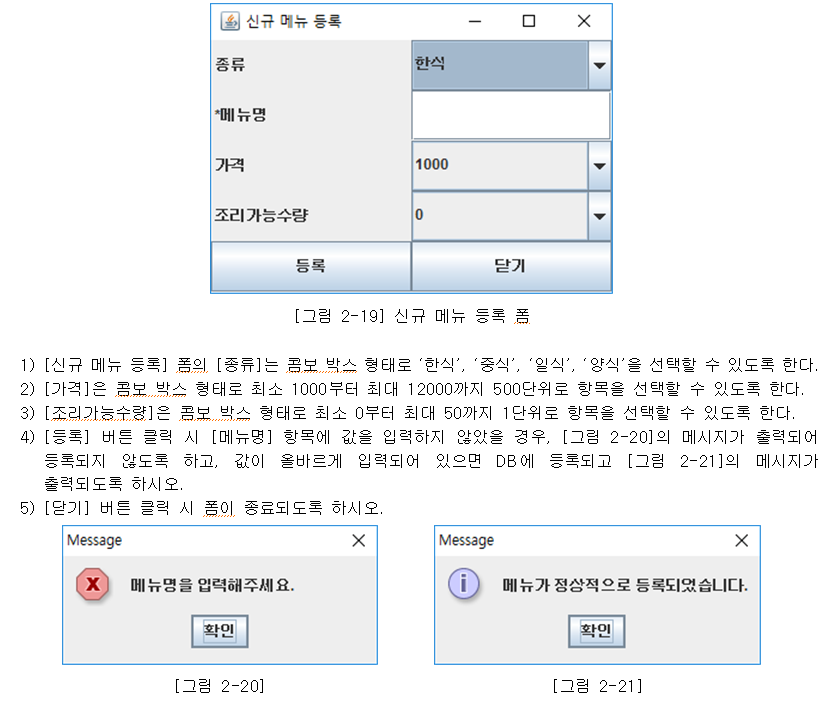 신규 메뉴 등록
종류
한식
*메뉴명
가격
1000
조리가능수량
0
등록
닫기
[그림 2-19] 신규 메뉴 등록 폼
1) [신규 메뉴 등록] 폼의 [종류]는 콤보 박스 형태로 '한식', '중식', '일식', '양식'을 선택할 수 있도록 한다.
2) [가격]은 콤보 박스 형태로 최소 1000부터 최대 12000까지 500단위로 항목을 선택할 수 있도록 한다.
3) [조리가능수량]은 콤보 박스 형태로 최소 0부터 최대 50까지 1단위로 항목을 선택할 수 있도록 한다.
4) [등록] 버튼 클릭 시 [메뉴명] 항목에 값을 입력하지 않았을 경우, [그림 2-20]의 메시지가 출력되어
등록되지 않도록 하고, 값이 올바르게 입력되어 있으면 DB에 등록되고 [그림 2-21]의 메시지가
출력되도록 하시오.
5) [닫기] 버튼 클릭 시 폼이 종료되도록 하시오.
Message
메뉴명을 입력해주세요.
확인
[그림 2-20]
Message
메뉴가 정상적으로 등록되었습니다.
확인
[그림 2-21]